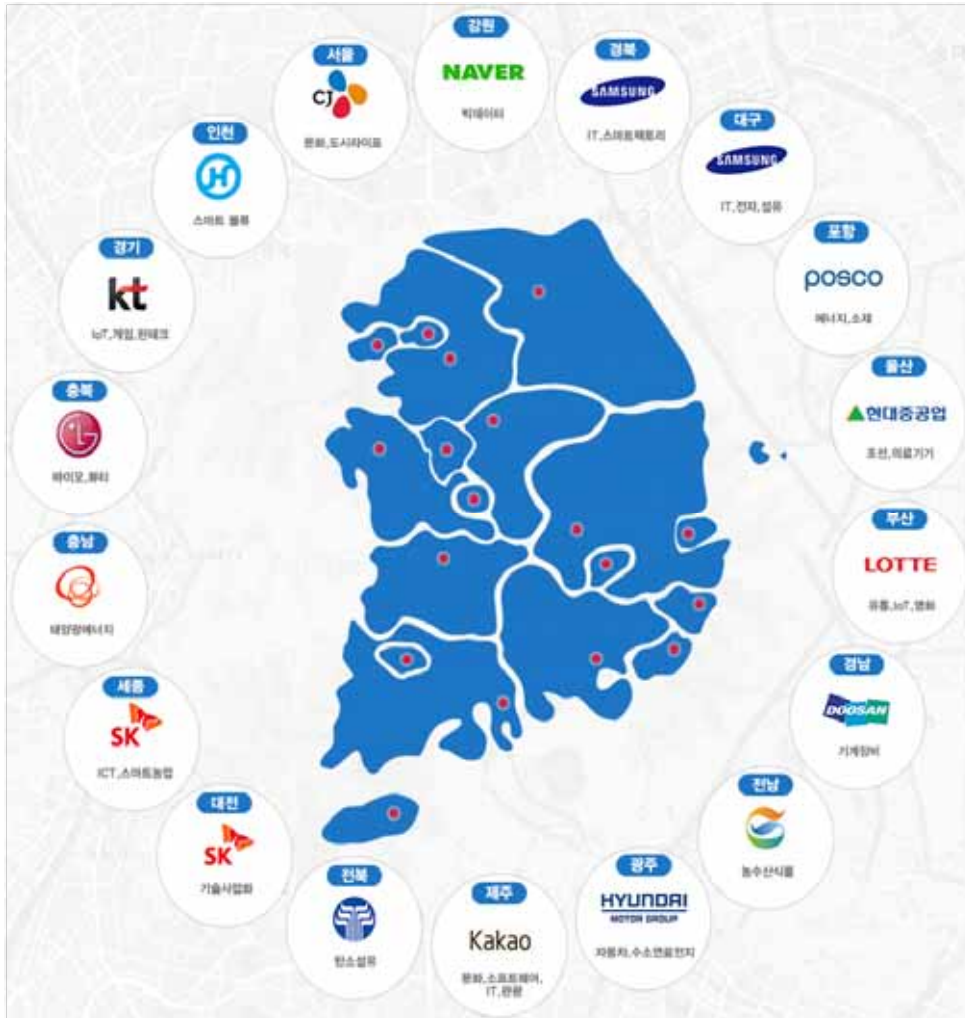 강원
NAVER
빅데이터
경북
SAMSUNG
IT,스마트팩토리
대구
SAMSUNG
IT,전자,섬유
포항
posco
에너지,소재
울산
현대중공업
조선,의료기기
부산
LOTTE
유통,IoT,영화
경남
DOOSAN
기계장비
전남
농수산식품
광주
HYUNDAI
MOTOR GROUP
자동차,수소연료전지
제주
Kakao
문화,소프트웨어,
IT,관광
전북
탄소섬유
대전
SK
기술사업화
세종
SK
ICT,스마트농업
충남
태양광에너지
충북
LG
바이오,뷰티
경기
kt
IoT,게임,핀테크
인천
스마트 물류
서울
CJ
문화,도시라이프